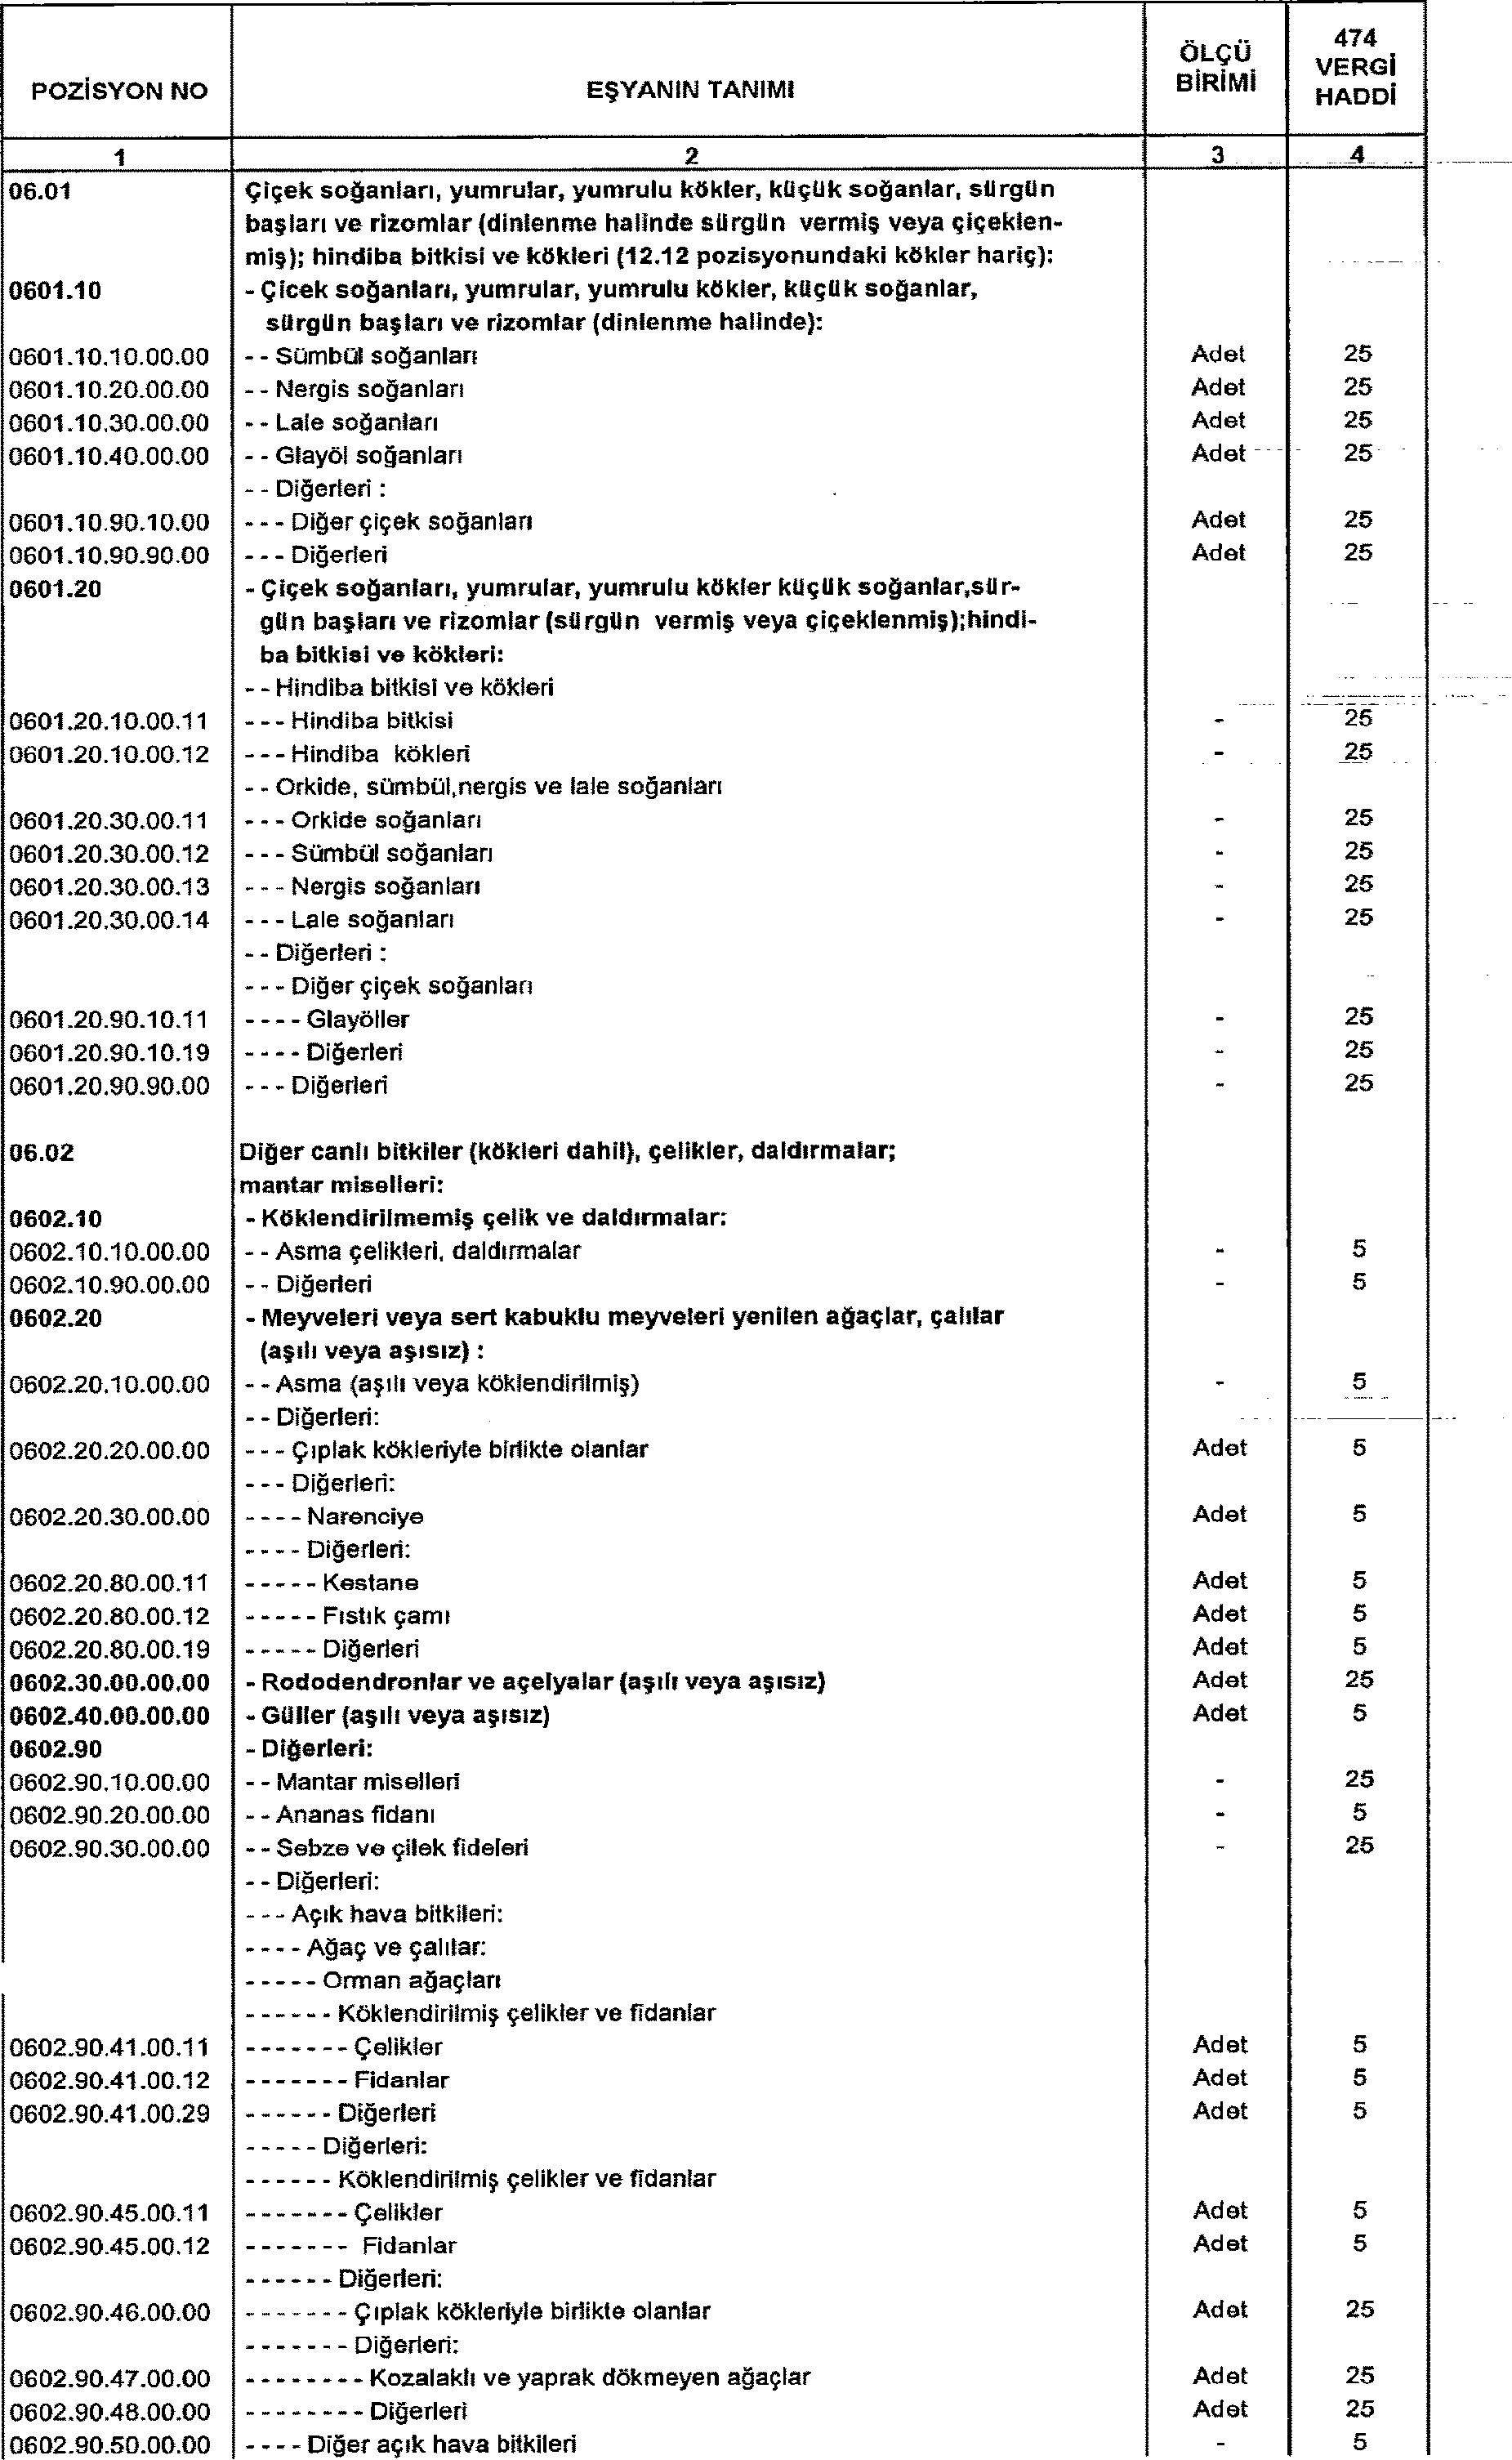 POZİSYON NO EŞYANIN TANIMI ÖLÇÜ BİRİMİ 474 VERGİ HADDİ
1 2 3 4
06.01 Çiçek soğanları, yumrular, yumrulu kökler, küçük soğanlar, sürgün
başları ve rizomlar (dinlenme halinde sürgün vermiş veya çiçeklen-
miş); hindiba bitkisi ve kökleri (12.12 pozisyonundaki kökler hariç):
0601.10 - Çicek soğanları, yumrular, yumrulu kökler, küçük soğanlar,
sürgün başları ve rizomlar (dinlenme halinde):
0601.10.10.00.00 - - Sümbül soğanları Adet 25
0601.10.20.00.00 - - Nergis soğanları Adet 25
0601.10.30.00.00 - - Lale soğanları Adet 25
0601.10.40.00.00 - - Glayöl soğanları Adet 25
- - Diğerleri :
0601.10.90.10.00 - - - Diğer çiçek soğanları Adet 25
0601.10.90.90.00 - - - Diğerleri Adet 25
0601.20 - Çiçek soğanları, yumrular, yumrulu kökler küçük soğanlar,sür-
gün başları ve rizomlar (sürgün vermiş veya çiçeklenmiş);hindi-
ba bitkisi ve kökleri:
- - Hindiba bitkisi ve kökleri
0601.20.10.00.11 - - - Hindiba bitkisi - 25
0601.20.10.00.12 - - - Hindiba kökleri - 25
- - Orkide, sümbül,nergis ve lale soğanları
0601.20.30.00.11 - - - Orkide soğanları - 25
0601.20.30.00.12 - - - Sümbül soğanları - 25
0601.20.30.00.13 - - - Nergis soğanları - 25
0601.20.30.00.14 - - - Lale soğanları - 25
- - Diğerleri :
- - - Diğer çiçek soğanları
0601.20.90.10.11 - - - - Glayöller - 25
0601.20.90.10.19 - - - - Diğerleri - 25
0601.20.90.90.00 - - - Diğerleri - 25
06.02 Diğer canlı bitkiler (kökleri dahil), çelikler, daldırmalar;
mantar miselleri:
0602.10 - Köklendirilmemiş çelik ve daldırmalar:
0602.10.10.00.00 - - Asma çelikleri, daldırmalar - 5
0602.10.90.00.00 - - Diğerleri - 5
0602.20 - Meyveleri veya sert kabuklu meyveleri yenilen ağaçlar, çalılar
(aşılı veya aşısız) :
0602.20.10.00.00 - - Asma (aşılı veya köklendirilmiş) - 5
- - Diğerleri:
0602.20.20.00.00 - - - Çıplak kökleriyle birlikte olanlar Adet 5
- - - Diğerleri:
0602.20.30.00.00 - - - - Narenciye Adet 5
- - - - Diğerleri:
0602.20.80.00.11 - - - - - Kestane Adet 5
0602.20.80.00.12 - - - - - Fıstık çamı Adet 5
0602.20.80.00.19 - - - - - Diğerleri Adet 5
0602.30.00.00.00 - Rododendronlar ve açelyalar (aşılı veya aşısız) Adet 25
0602.40.00.00.00 - Güller (aşılı veya aşısız) Adet 5
0602.90 - Diğerleri:
0602.90.10.00.00 - - Mantar miselleri - 25
0602.90.20.00.00 - - Ananas fidanı - 5
0602.90.30.00.00 - - Sebze ve çilek fideleri - 25
- - Diğerleri:
- - - Açık hava bitkileri:
- - - - Ağaç ve çalılar:
- - - - - Orman ağaçları
- - - - - - Köklendirilmiş çelikler ve fidanlar
0602.90.41.00.11 - - - - - - - Çelikler Adet 5
0602.90.41.00.12 - - - - - - - Fidanlar Adet 5
0602.90.41.00.29 - - - - - - Diğerleri Adet 5
- - - - - Diğerleri:
- - - - - - Köklendirilmiş çelikler ve fidanlar
0602.90.45.00.11 - - - - - - - Çelikler Adet 5
0602.90.45.00.12 - - - - - - - Fidanlar Adet 5
- - - - - - Diğerleri:
0602.90.46.00.00 - - - - - - - Çıplak kökleriyle birlikte olanlar Adet 25
- - - - - - - Diğerleri:
0602.90.47.00.00 - - - - - - - - Kozalaklı ve yaprak dökmeyen ağaçlar Adet 25
0602.90.48.00.00 - - - - - - - - Diğerleri Adet 25
0602.90.50.00.00 - - - - Diğer açık hava bitkileri - 5